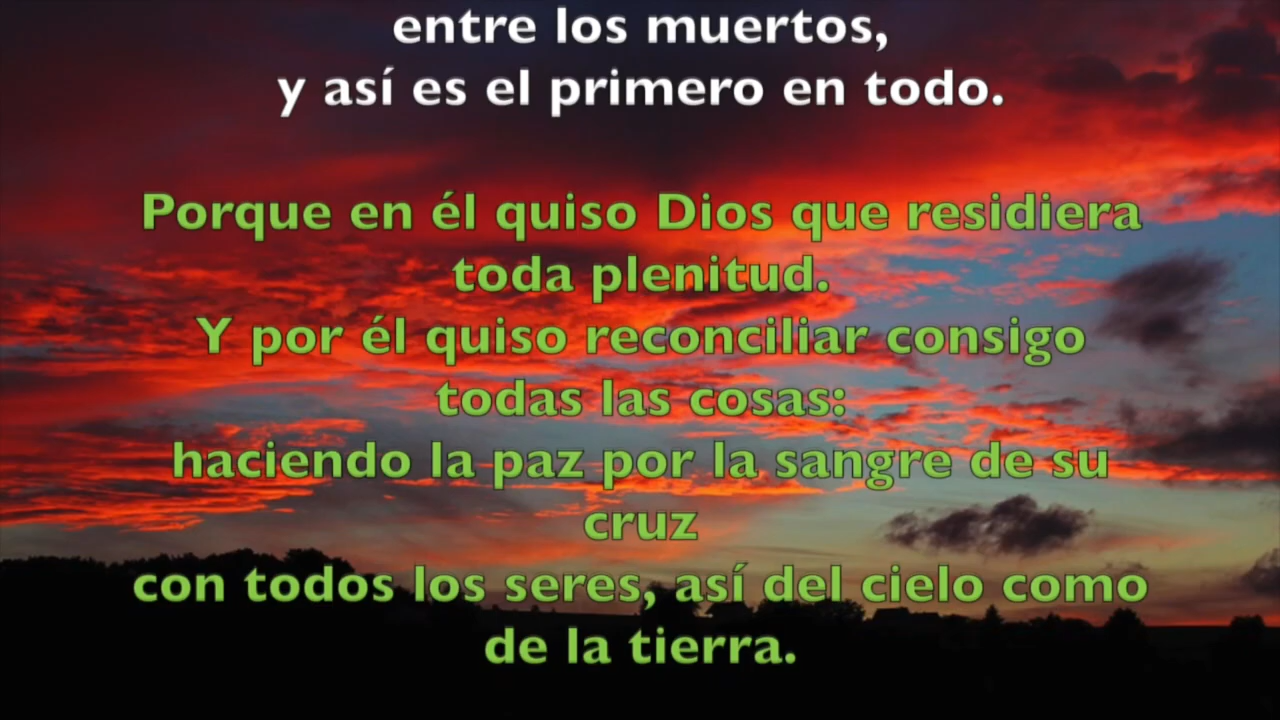 entre los muertos,
y así es el primero en todo.
Porque en él quiso Dios que residiera
toda plenitud.
Y por él quiso reconciliar consigo
todas las cosas:
haciendo la paz por la sangre de su
cruz
con todos los seres, así del cielo como
de la tierra.